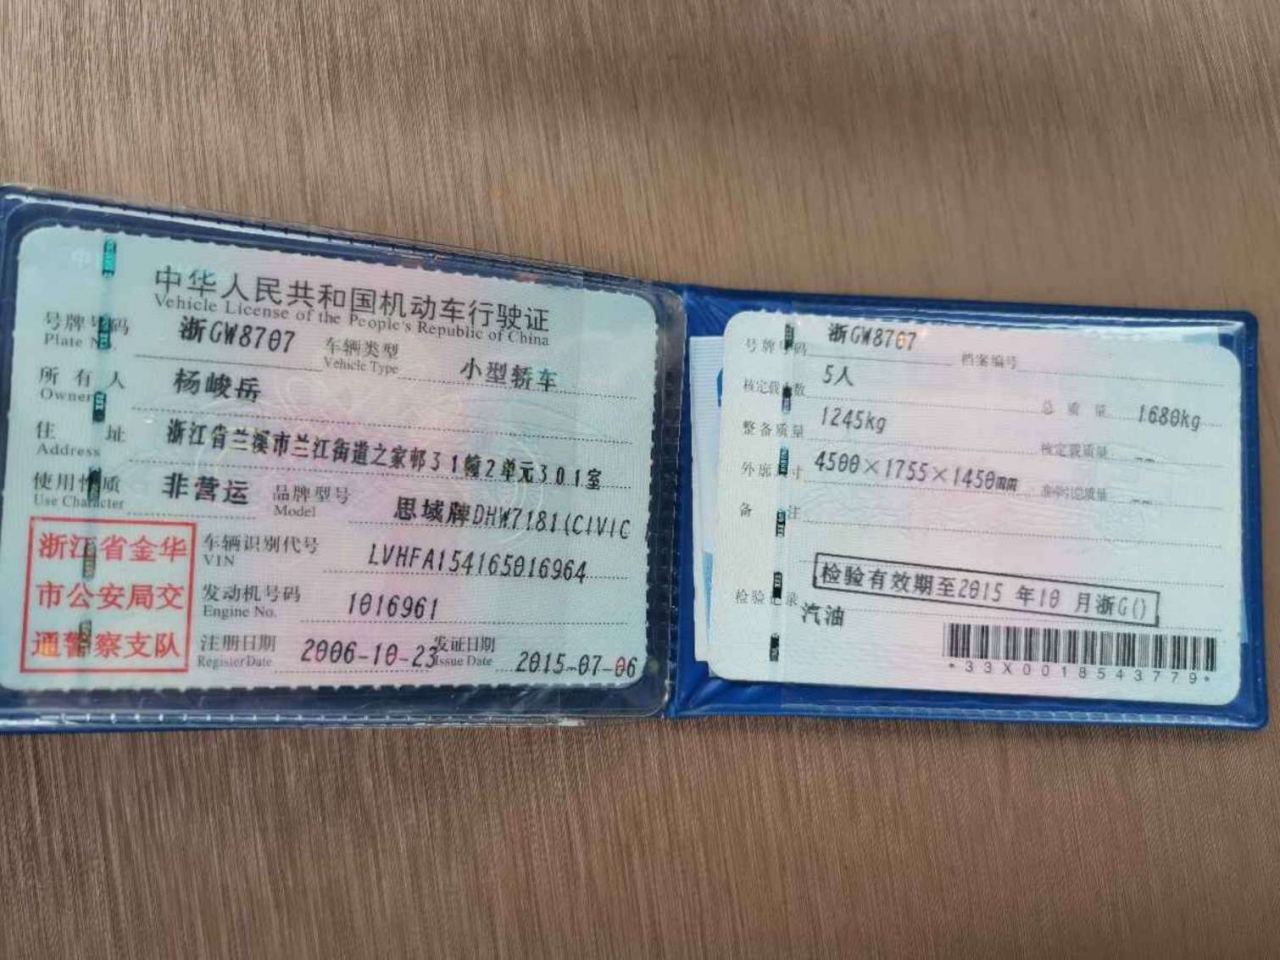 中华人民共和国机动车行驶证
Vehicle License of the People's Republic of China
号牌号码 浙GW8707 车辆类型 小型轿车
Plate N Vehicle Type
所有人 杨峻岳
Owner
住址 浙江省兰溪市兰江街道之家邨31幢2单元301室
Address
使用性质 非营运 品牌型号 思域牌DHW7181(CIVIC
Use Character Model
浙江省金华
市公安局交
通警察支队
车辆识别代号 LVHFA154165016964
VIN
发动机号码 1016961
Engine No.
注册日期 2006-10-23 发证日期 2015-07-06
Register Date Issue Date
号牌号码 浙GW8707 档案编号
核定载人数 5人 总质量 1680kg
整备质量 1245kg 核定载质量 --
外廓尺寸 4500×1755×1450mm 准牵引总质量 --
备注
检验有效期至2015年10月浙G()
检验记录 汽油
*33X0018543779*